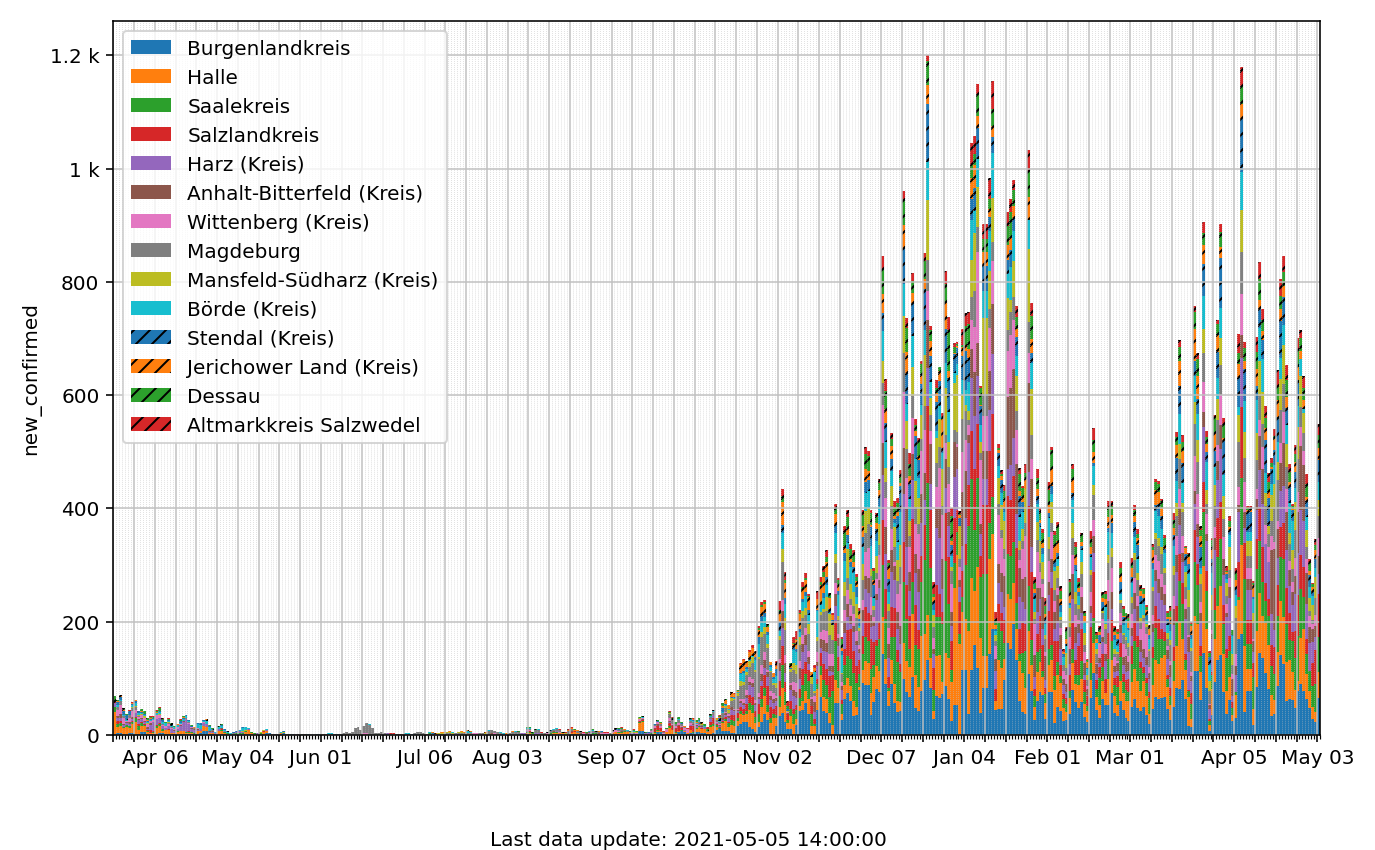 1.2 k
1 k
800
600
400
200
0
new_confirmed
Burgenlandkreis
Halle
Saalekreis
Salzlandkreis
Harz (Kreis)
Anhalt-Bitterfeld (Kreis)
Wittenberg (Kreis)
Magdeburg
Mansfeld-Südharz (Kreis)
Börde (Kreis)
Stendal (Kreis)
Jerichower Land (Kreis)
Dessau
Altmarkkreis Salzwedel
Apr 06 May 04 Jun 01 Jul 06 Aug 03 Sep 07 Oct 05 Nov 02 Dec 07 Jan 04 Feb 01 Mar 01 Apr 05 May 03
Last data update: 2021-05-05 14:00:00